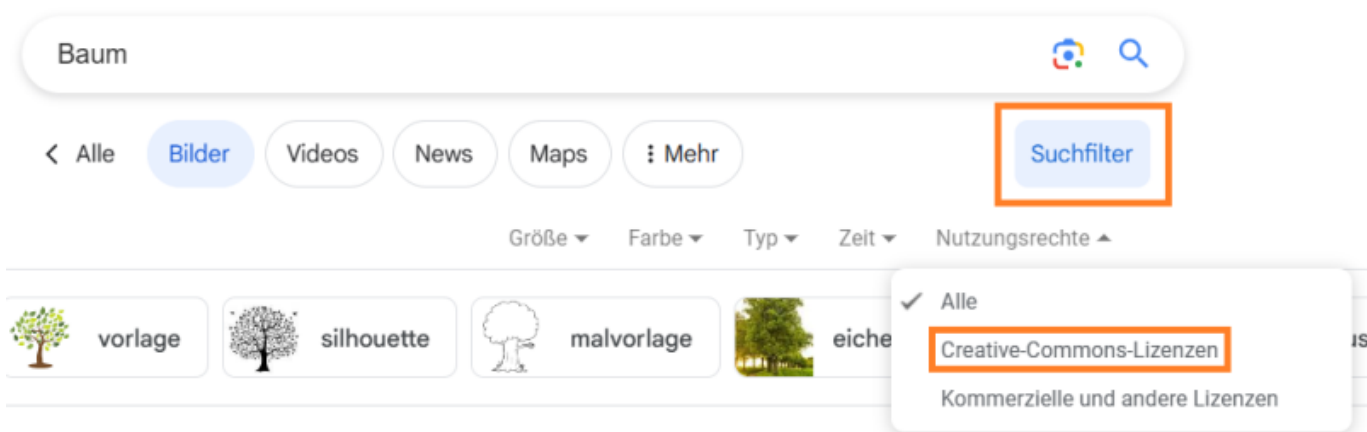 Baum
Alle Bilder Videos News Maps Mehr Suchfilter
Größe Farbe Typ Zeit Nutzungsrechte
vorlage silhouette malvorlage eiche us
Alle
Creative-Commons-Lizenzen
Kommerzielle und andere Lizenzen